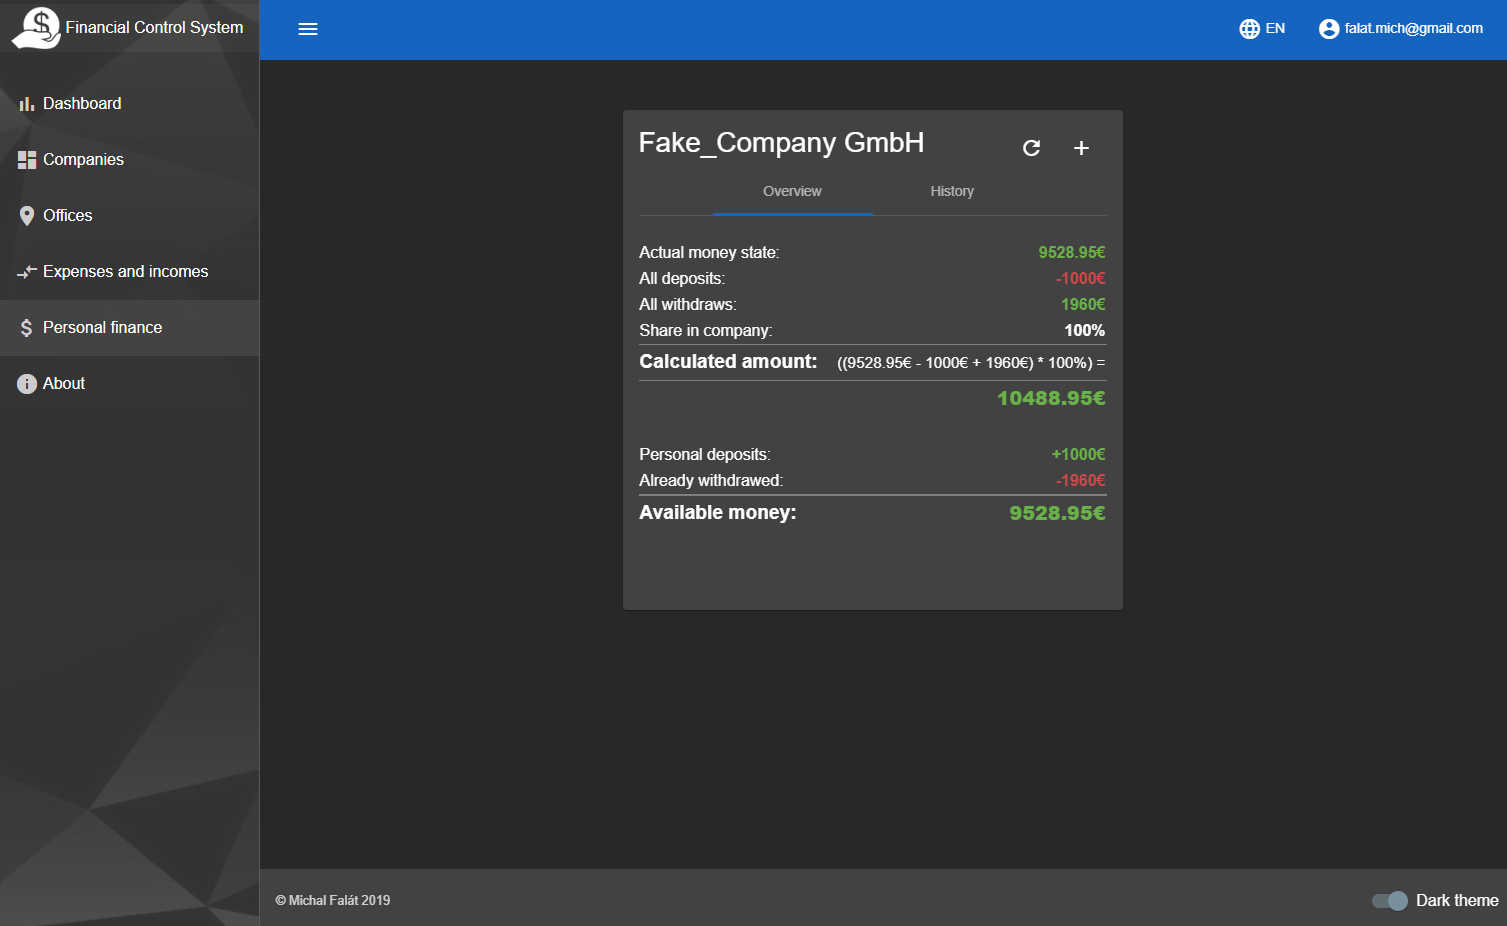 Financial Control System
EN
falat.mich@gmail.com
Dashboard
Companies
Offices
Expenses and incomes
Personal finance
About
Fake_Company GmbH
Overview
History
Actual money state: 9528.95€
All deposits: -1000€
All withdraws: 1960€
Share in company: 100%
Calculated amount: ((9528.95€ - 1000€ + 1960€) * 100%) =
10488.95€
Personal deposits: +1000€
Already withdrawed: -1960€
Available money: 9528.95€
© Michal Falát 2019
Dark theme